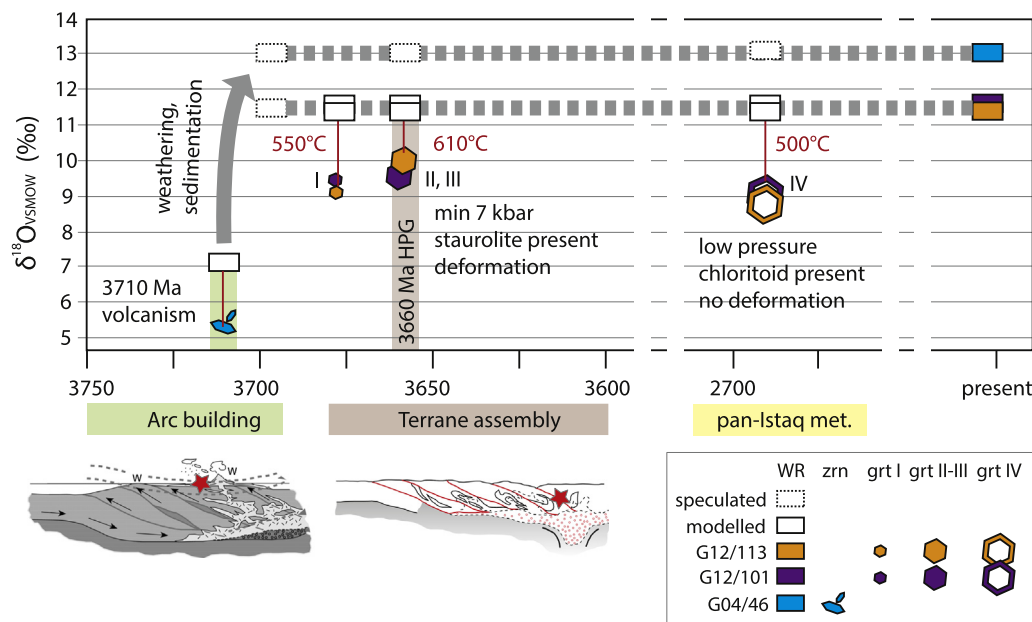 14
13
12
11
10
9
8
7
6
5
δ¹⁸O VSMOW (‰)
weathering,
sedimentation
550°C
610°C
500°C
I
II, III
IV
min 7 kbar
staurolite present
deformation
low pressure
chloritoid present
no deformation
3710 Ma
volcanism
3660 Ma HPG
3750
3700
3650
3600
2700
present
Arc building
Terrane assembly
pan-Istaq met.
w
w
WR zrn grt I grt II-III grt IV
speculated
modelled
G12/113
G12/101
G04/46